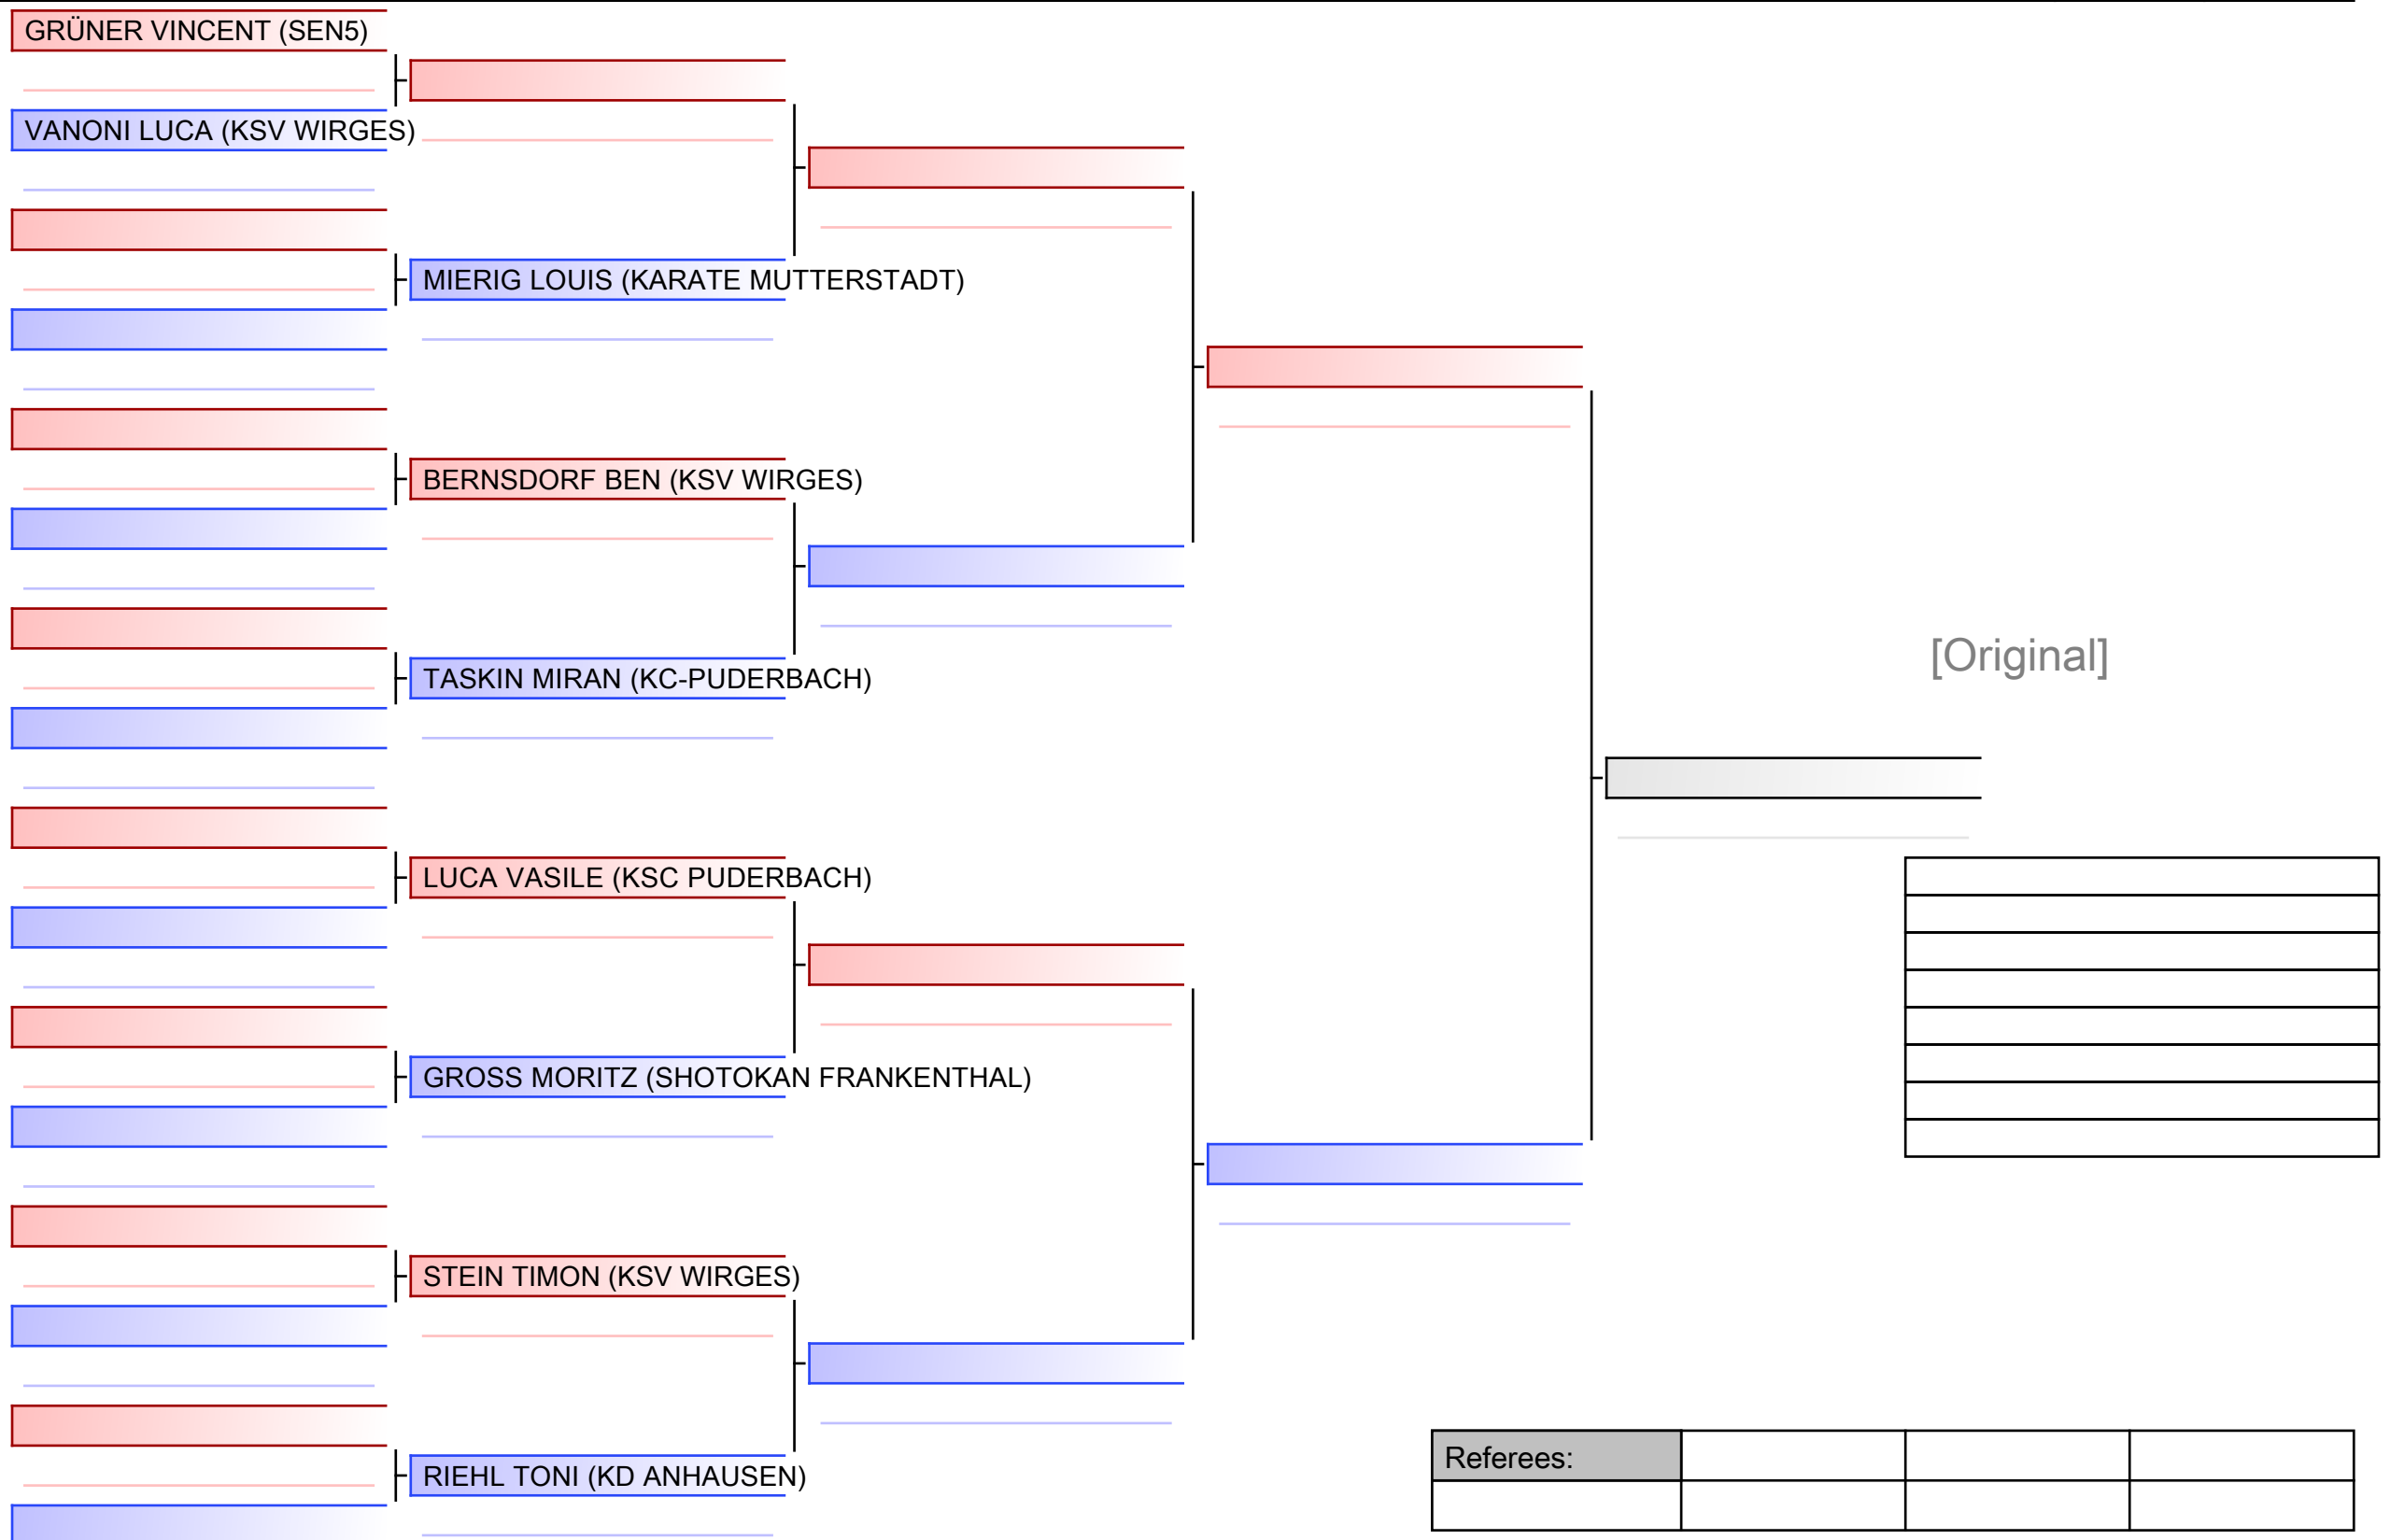 GRÜNER VINCENT (SEN5)
VANONI LUCA (KSV WIRGES)
MIERIG LOUIS (KARATE MUTTERSTADT)
BERNSDORF BEN (KSV WIRGES)
[Original]
TASKIN MIRAN (KC-PUDERBACH)
LUCA VASILE (KSC PUDERBACH)
GROSS MORITZ (SHOTOKAN FRANKENTHAL)
STEIN TIMON (KSV WIRGES)
Referees:
RIEHL TONI (KD ANHAUSEN)